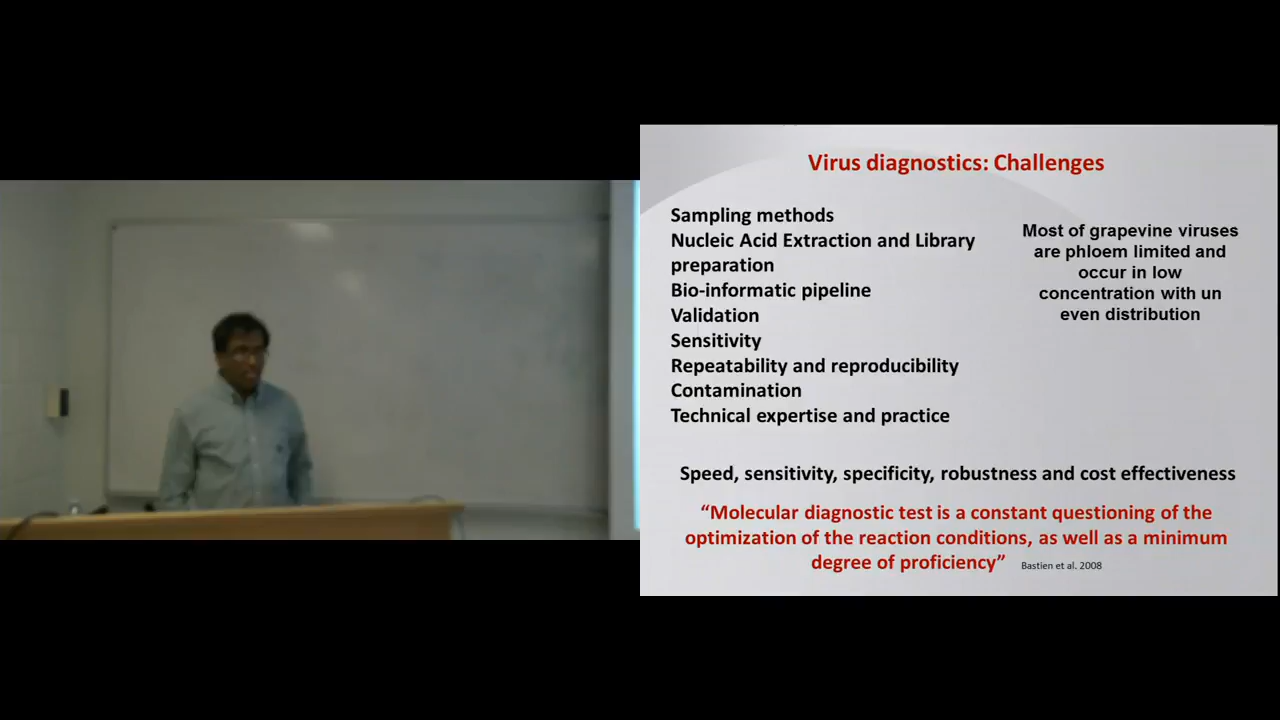 Virus diagnostics: Challenges
Sampling methods
Nucleic Acid Extraction and Library
preparation
Bio-informatic pipeline
Validation
Sensitivity
Repeatability and reproducibility
Contamination
Technical expertise and practice
Most of grapevine viruses
are phloem limited and
occur in low
concentration with un
even distribution
Speed, sensitivity, specificity, robustness and cost effectiveness
“Molecular diagnostic test is a constant questioning of the
optimization of the reaction conditions, as well as a minimum
degree of proficiency” Bastien et al. 2008